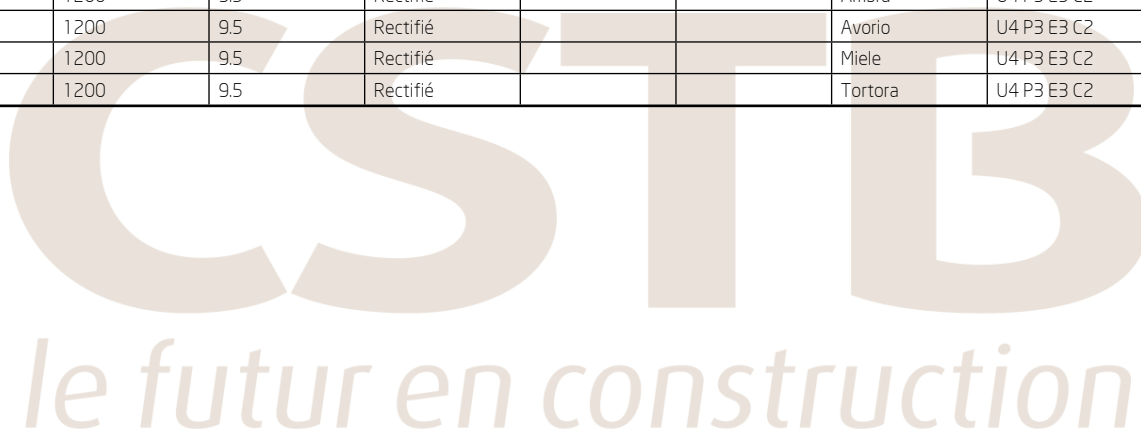 1200 9.5 Rectifié Avorio U4 P3 E3 C2
1200 9.5 Rectifié Miele U4 P3 E3 C2
1200 9.5 Rectifié Tortora U4 P3 E3 C2
CSTB
le futur en construction